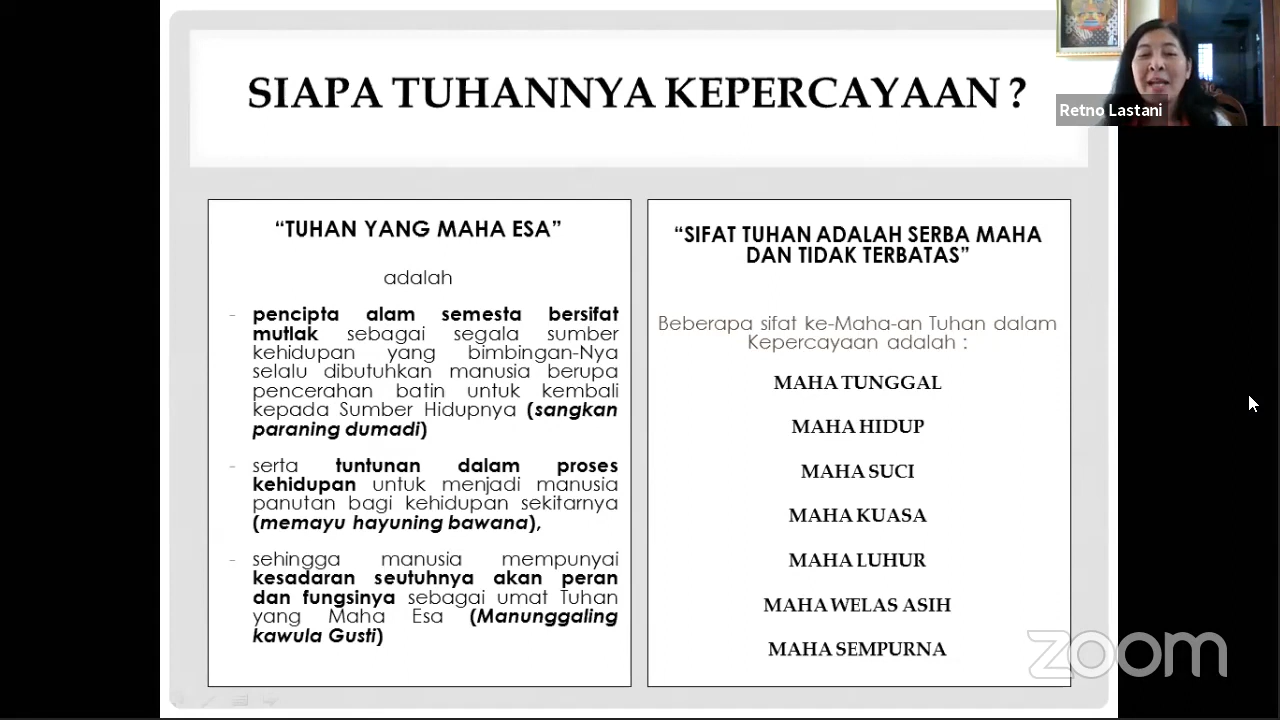 SIAPA TUHANNYA KEPERCAYAAN ?
Retno Lastani
“TUHAN YANG MAHA ESA”
adalah
- pencipta alam semesta bersifat
mutlak sebagai segala sumber
kehidupan yang bimbingan-Nya
selalu dibutuhkan manusia berupa
pencerahan batin untuk kembali
kepada Sumber Hidupnya (sangkan
paraning dumadi)
- serta tuntunan dalam proses
kehidupan untuk menjadi manusia
panutan bagi kehidupan sekitarnya
(memayu hayuning bawana),
- sehingga manusia mempunyai
kesadaran seutuhnya akan peran
dan fungsinya sebagai umat Tuhan
yang Maha Esa (Manunggaling
kawula Gusti)
“SIFAT TUHAN ADALAH SERBA MAHA
DAN TIDAK TERBATAS”
Beberapa sifat ke-Maha-an Tuhan dalam
Kepercayaan adalah :
MAHA TUNGGAL
MAHA HIDUP
MAHA SUCI
MAHA KUASA
MAHA LUHUR
MAHA WELAS ASIH
MAHA SEMPURNA
zoom